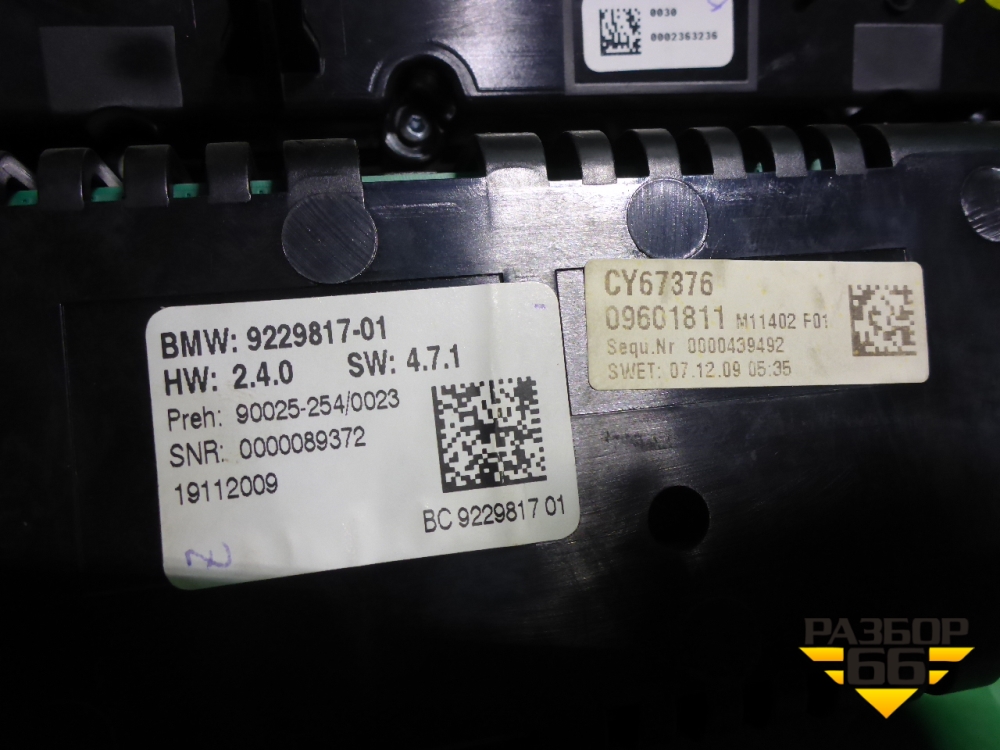 0030
0002363236
CY67376
09601811 M11402 F01
Sequ.Nr 0000439492
SWET: 07.12.09 05:35
BMW: 9229817-01
HW: 2.4.0 SW: 4.7.1
Preh: 90025-254/0023
SNR: 0000089372
19112009
BC 9229817 01
РАЗБОР
66